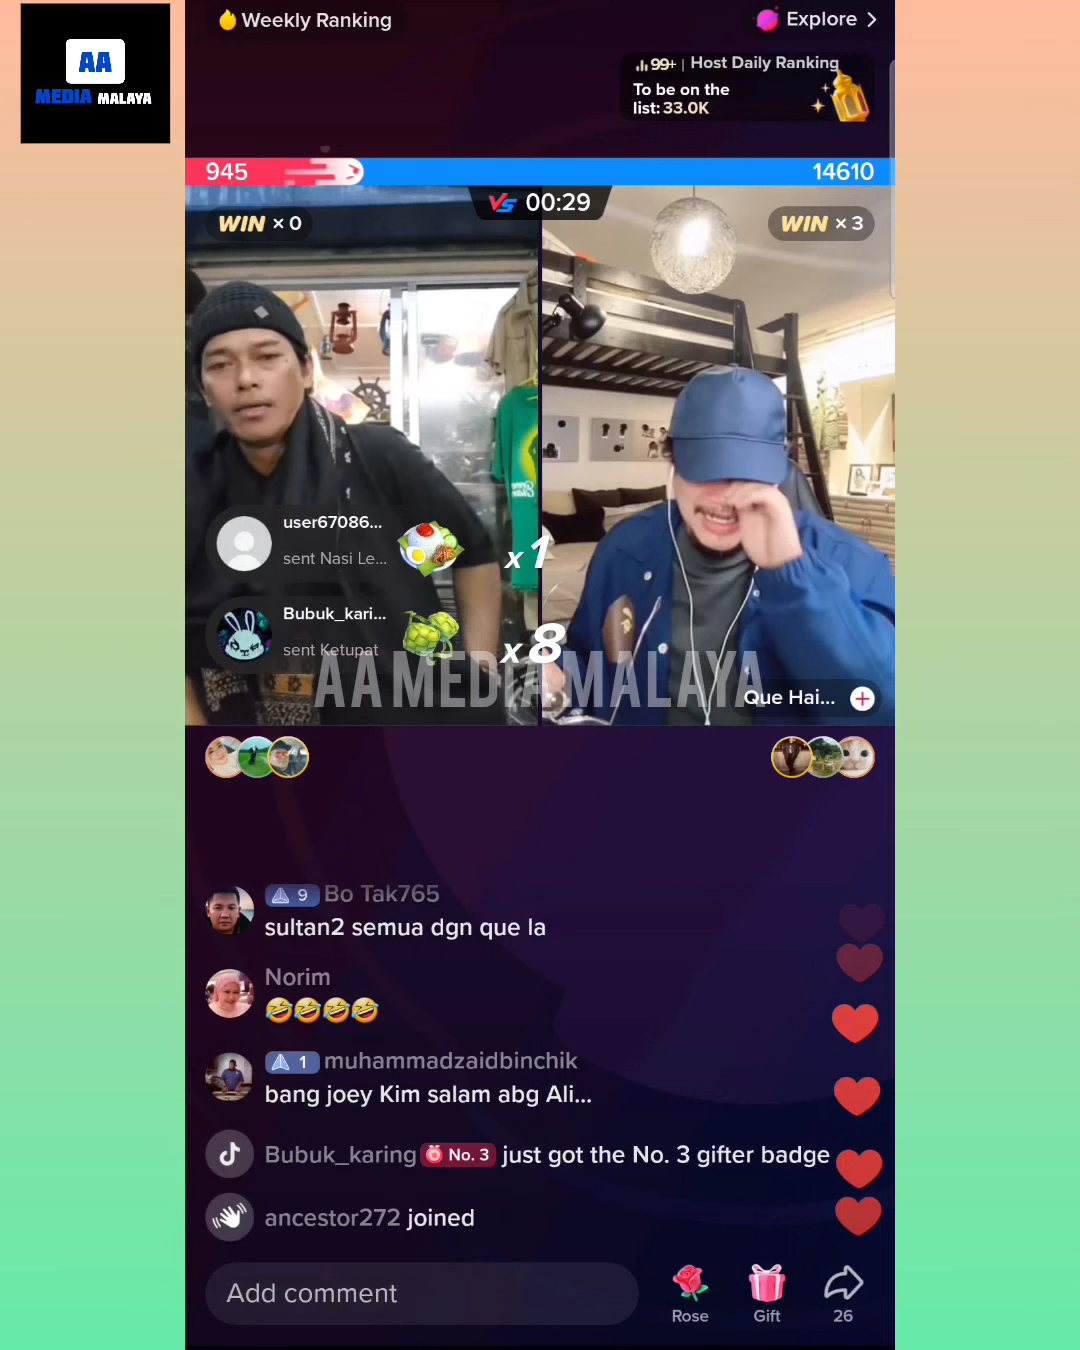 AA
MEDIA MALAYA
Weekly Ranking
Explore
99+ | Host Daily Ranking
To be on the
list: 33.0K
945
14610
VS 00:29
WIN × 0
WIN × 3
user67086...
sent Nasi Le...
x1
Bubuk_kari...
sent Ketupat
x8
AA MEDIA MALAYA
Que Hai...
9 Bo Tak765
sultan2 semua dgn que la
Norim
🤣🤣🤣🤣
1 muhammadzaidbinchik
bang joey Kim salam abg Ali...
Bubuk_karing No. 3 just got the No. 3 gifter badge
ancestor272 joined
Add comment
Rose
Gift
26